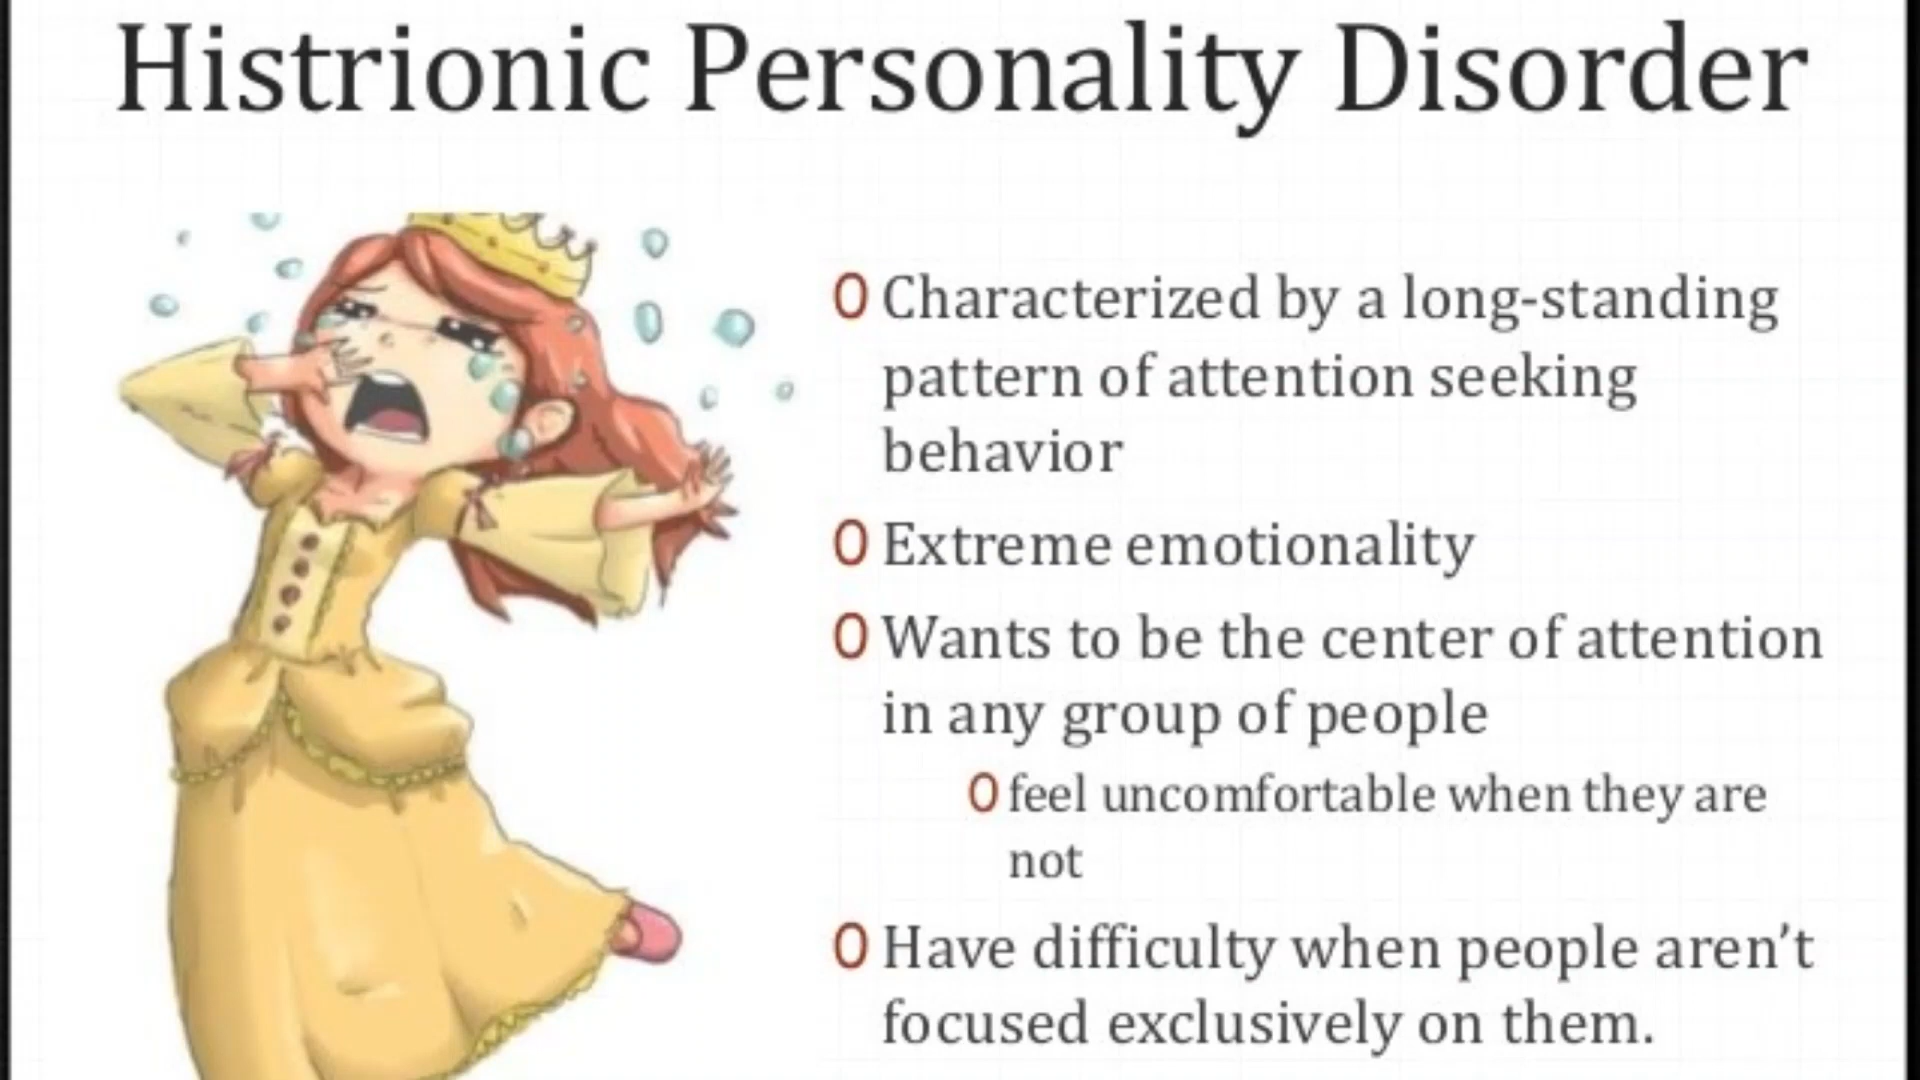 Histrionic Personality Disorder
O Characterized by a long-standing
pattern of attention seeking
behavior
O Extreme emotionality
O Wants to be the center of attention
in any group of people
O feel uncomfortable when they are
not
O Have difficulty when people aren’t
focused exclusively on them.